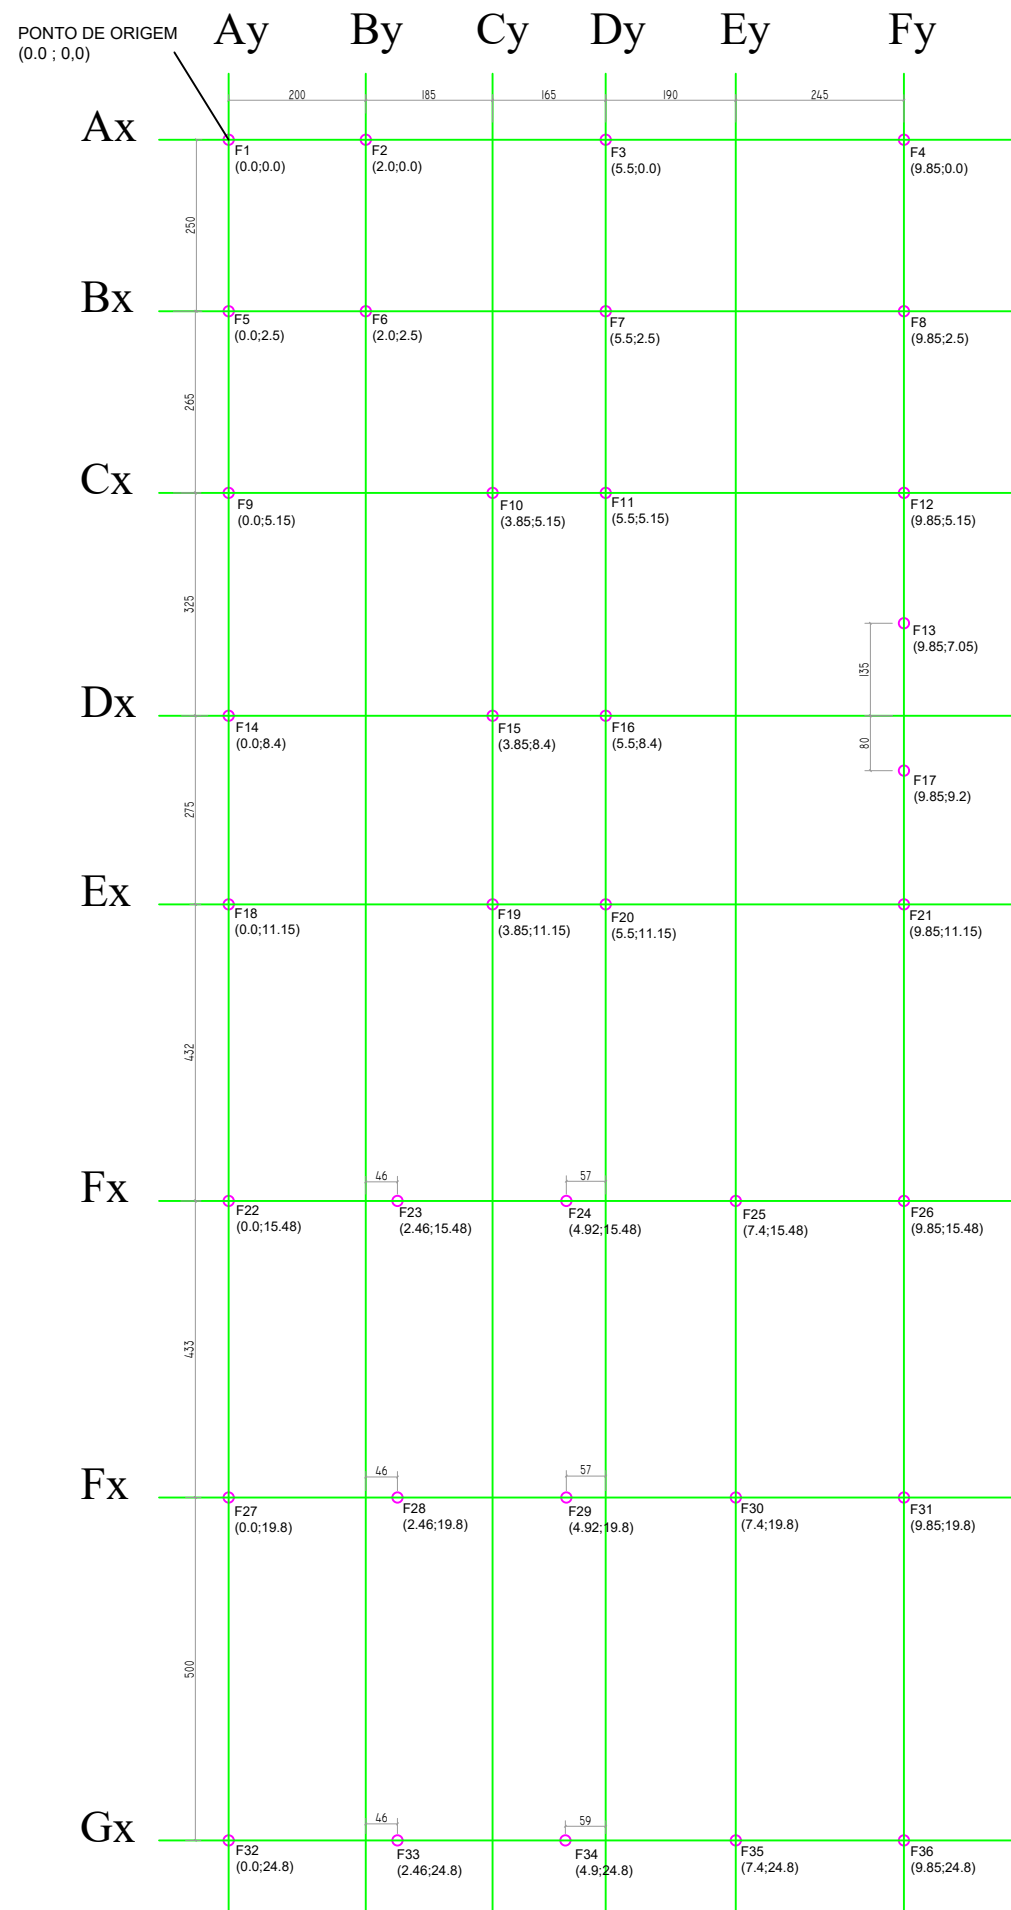 PONTO DE ORIGEM
(0.0 ; 0,0)
Ay By Cy Dy Ey Fy
200 185 165 190 245
Ax
F1 F2 F3 F4
(0.0;0.0) (2.0;0.0) (5.5;0.0) (9.85;0.0)
250
Bx
F5 F6 F7 F8
(0.0;2.5) (2.0;2.5) (5.5;2.5) (9.85;2.5)
265
Cx
F9 F10 F11 F12
(0.0;5.15) (3.85;5.15) (5.5;5.15) (9.85;5.15)
325
F13
(9.85;7.05)
135
Dx
F14 F15 F16
(0.0;8.4) (3.85;8.4) (5.5;8.4)
80
F17
(9.85;9.2)
275
Ex
F18 F19 F20 F21
(0.0;11.15) (3.85;11.15) (5.5;11.15) (9.85;11.15)
432
46 57
Fx
F22 F23 F24 F25 F26
(0.0;15.48) (2.46;15.48) (4.92;15.48) (7.4;15.48) (9.85;15.48)
433
46 57
Fx
F27 F28 F29 F30 F31
(0.0;19.8) (2.46;19.8) (4.92;19.8) (7.4;19.8) (9.85;19.8)
500
46 59
Gx
F32 F33 F34 F35 F36
(0.0;24.8) (2.46;24.8) (4.9;24.8) (7.4;24.8) (9.85;24.8)